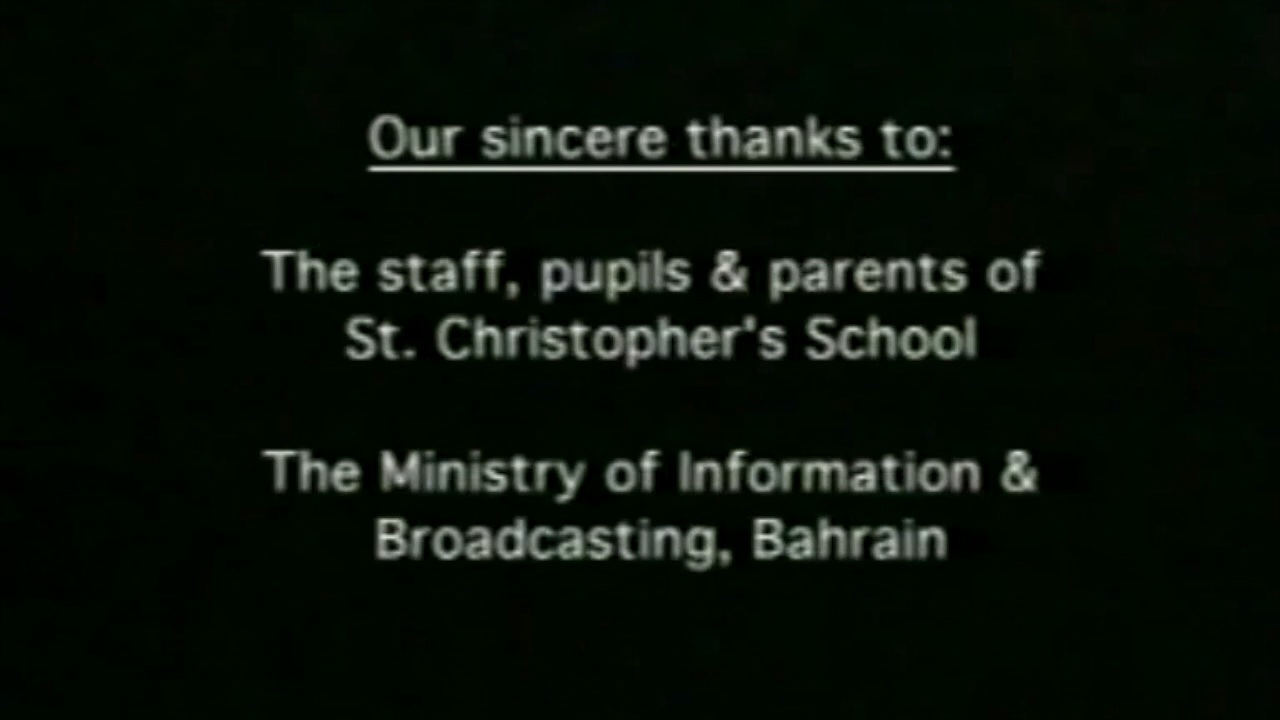 Our sincere thanks to:
The staff, pupils & parents of
St. Christopher's School
The Ministry of Information &
Broadcasting, Bahrain